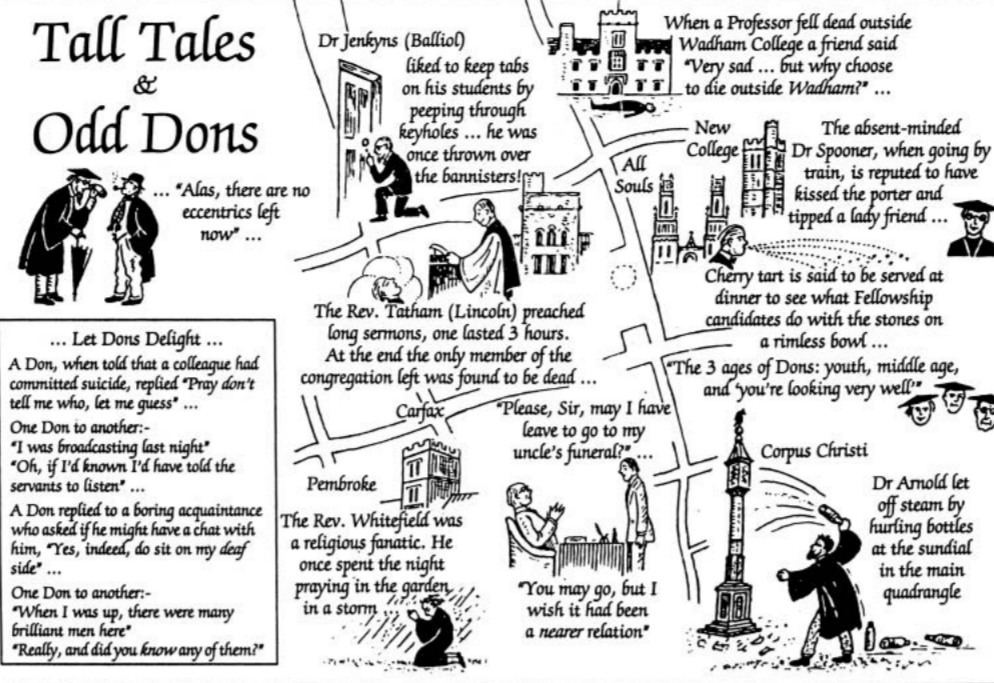 Tall Tales
&
Odd Dons
... "Alas, there are no
eccentrics left
now" ...
... Let Dons Delight ...
A Don, when told that a colleague had
committed suicide, replied "Pray don't
tell me who, let me guess" ...
One Don to another:-
"I was broadcasting last night"
"Oh, if I'd known I'd have told the
servants to listen" ...
A Don replied to a boring acquaintance
who asked if he might have a chat with
him, "Yes, indeed, do sit on my deaf
side" ...
One Don to another:-
"When I was up, there were many
brilliant men here"
"Really, and did you know any of them?"
Dr Jenkyns (Balliol)
liked to keep tabs
on his students by
peeping through
keyholes ... he was
once thrown over
the bannisters!
The Rev. Tatham (Lincoln) preached
long sermons, one lasted 3 hours.
At the end the only member of the
congregation left was found to be dead ...
Carfax
Pembroke
The Rev. Whitefield was
a religious fanatic. He
once spent the night
praying in the garden
in a storm
"Please, Sir, may I have
leave to go to my
uncle's funeral?" ...
"You may go, but I
wish it had been
a nearer relation"
When a Professor fell dead outside
Wadham College a friend said
"Very sad ... but why choose
to die outside Wadham?" ...
New
College
All
Souls
The absent-minded
Dr Spooner, when going by
train, is reputed to have
kissed the porter and
tipped a lady friend ...
Cherry tart is said to be served at
dinner to see what Fellowship
candidates do with the stones on
a rimless bowl ...
"The 3 ages of Dons: youth, middle age,
and 'you're looking very well'"
Corpus Christi
Dr Arnold let
off steam by
hurling bottles
at the sundial
in the main
quadrangle